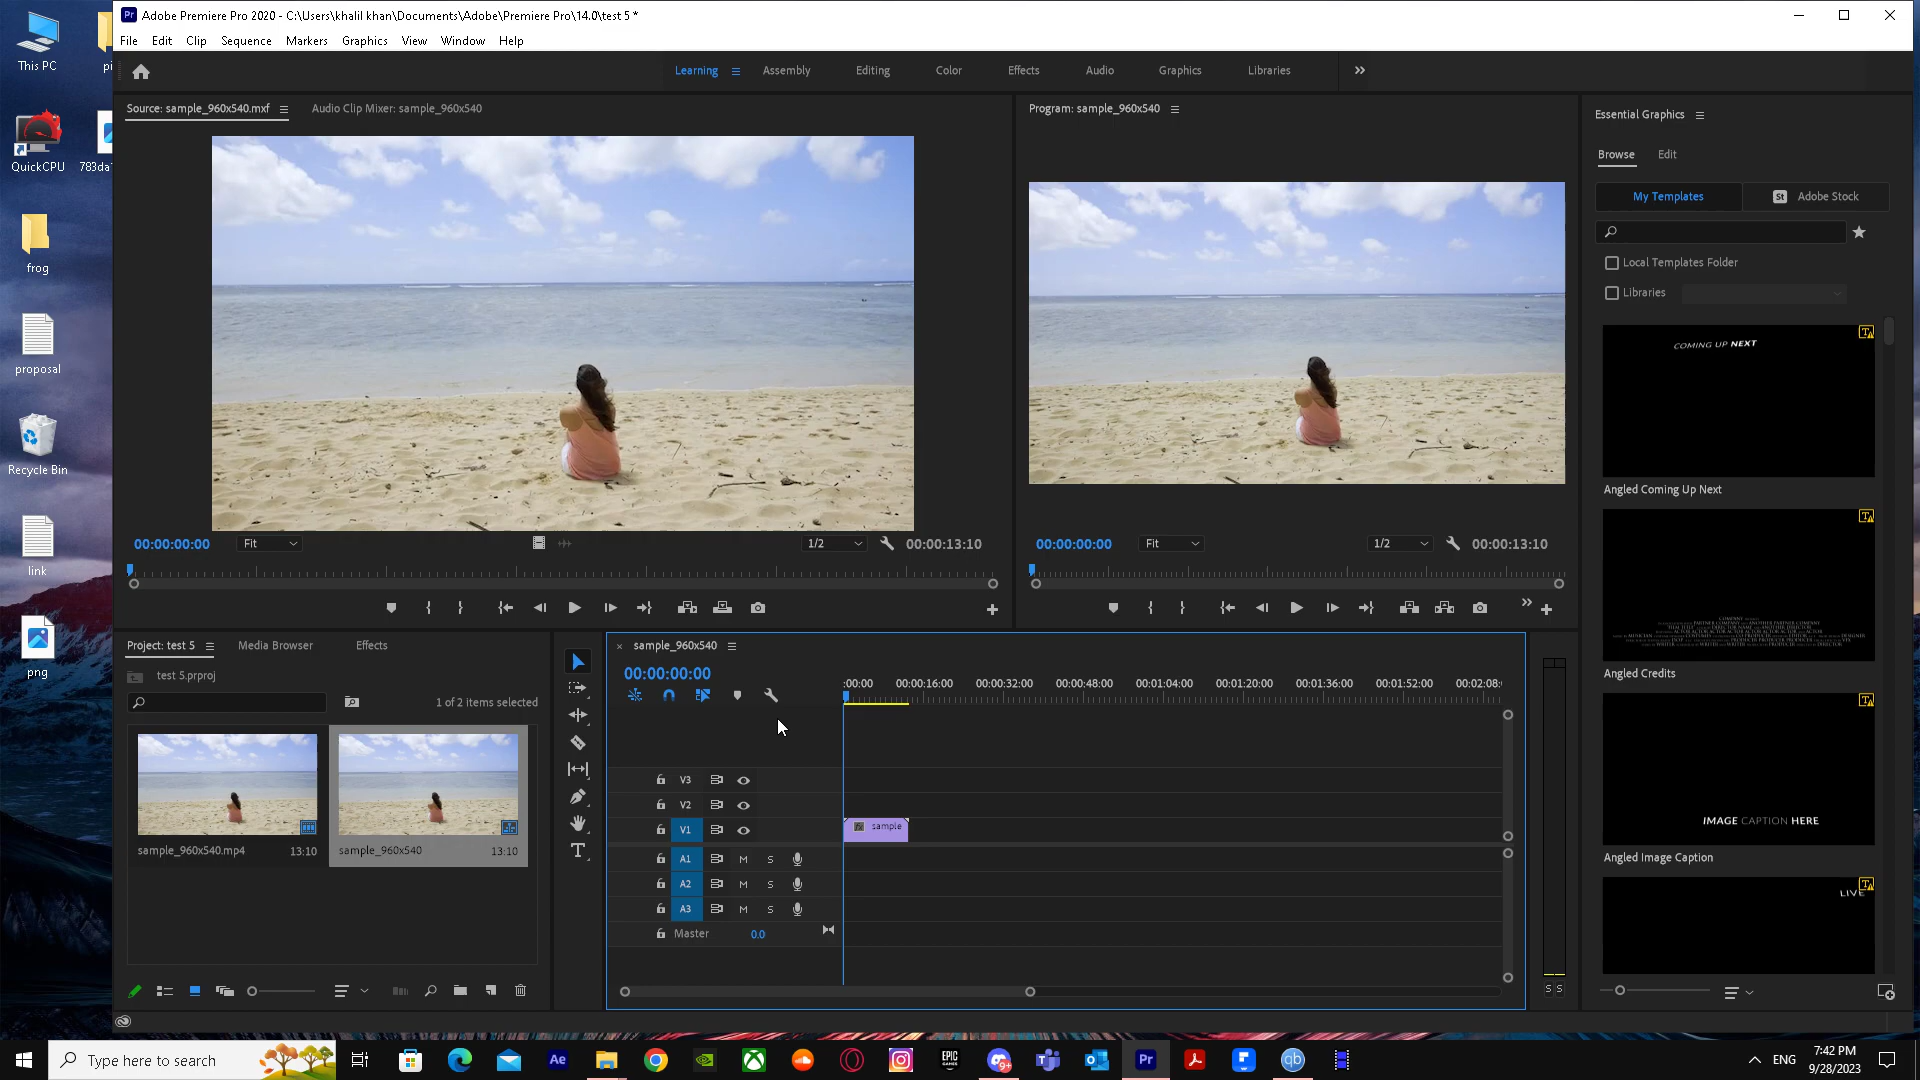 Adobe Premiere Pro 2020 - C:\Users\khalil khan\Documents\Adobe\Premiere Pro\14.0\test 5 *
File Edit Clip Sequence Markers Graphics View Window Help
Learning Assembly Editing Color Effects Audio Graphics Libraries
This PC
pi
QuickCPU
783da
frog
proposal
Recycle Bin
link
png
Source: sample_960x540.mxf
Audio Clip Mixer: sample_960x540
00:00:00:00
Fit
1/2
00:00:13:10
Program: sample_960x540
00:00:00:00
Fit
1/2
00:00:13:10
Essential Graphics
Browse Edit
My Templates
St Adobe Stock
Local Templates Folder
Libraries
COMING UP NEXT
Angled Coming Up Next
Angled Credits
IMAGE CAPTION HERE
Angled Image Caption
LIVE
Project: test 5
Media Browser
Effects
test 5.prproj
1 of 2 items selected
sample_960x540.mp4 13:10
sample_960x540 13:10
sample_960x540
00:00:00:00
:00:00 00:00:16:00 00:00:32:00 00:00:48:00 00:01:04:00 00:01:20:00 00:01:36:00 00:01:52:00 00:02:08:
V3
V2
V1
sample
A1 M S
A2 M S
A3 M S
Master 0.0
S S
Type here to search
Ae
EPIC GAMES
9+
Pr
qb
ENG
7:42 PM
9/28/2023